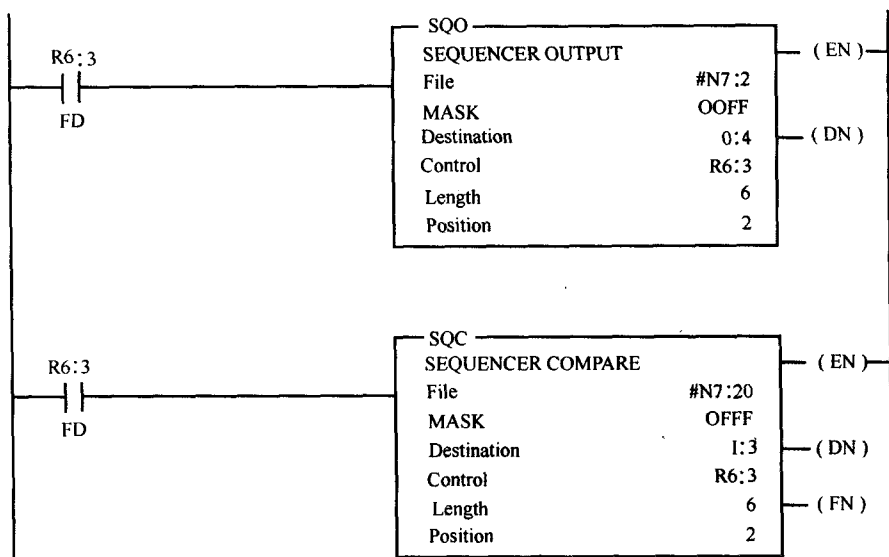 R6:3
FD
SQO
SEQUENCER OUTPUT
File #N7:2
MASK OOFF
Destination 0:4
Control R6:3
Length 6
Position 2
(EN)
(DN)
R6:3
FD
SQC
SEQUENCER COMPARE
File #N7:20
MASK OFFF
Destination I:3
Control R6:3
Length 6
Position 2
(EN)
(DN)
(FN)